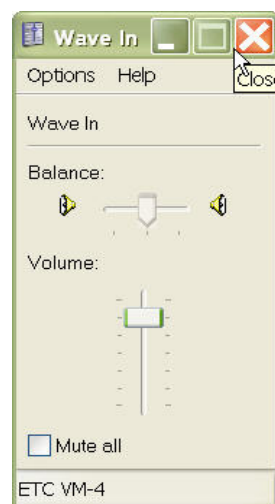 Wave In
Options Help
Close
Wave In
Balance:
Volume:
Mute all
ETC VM-4